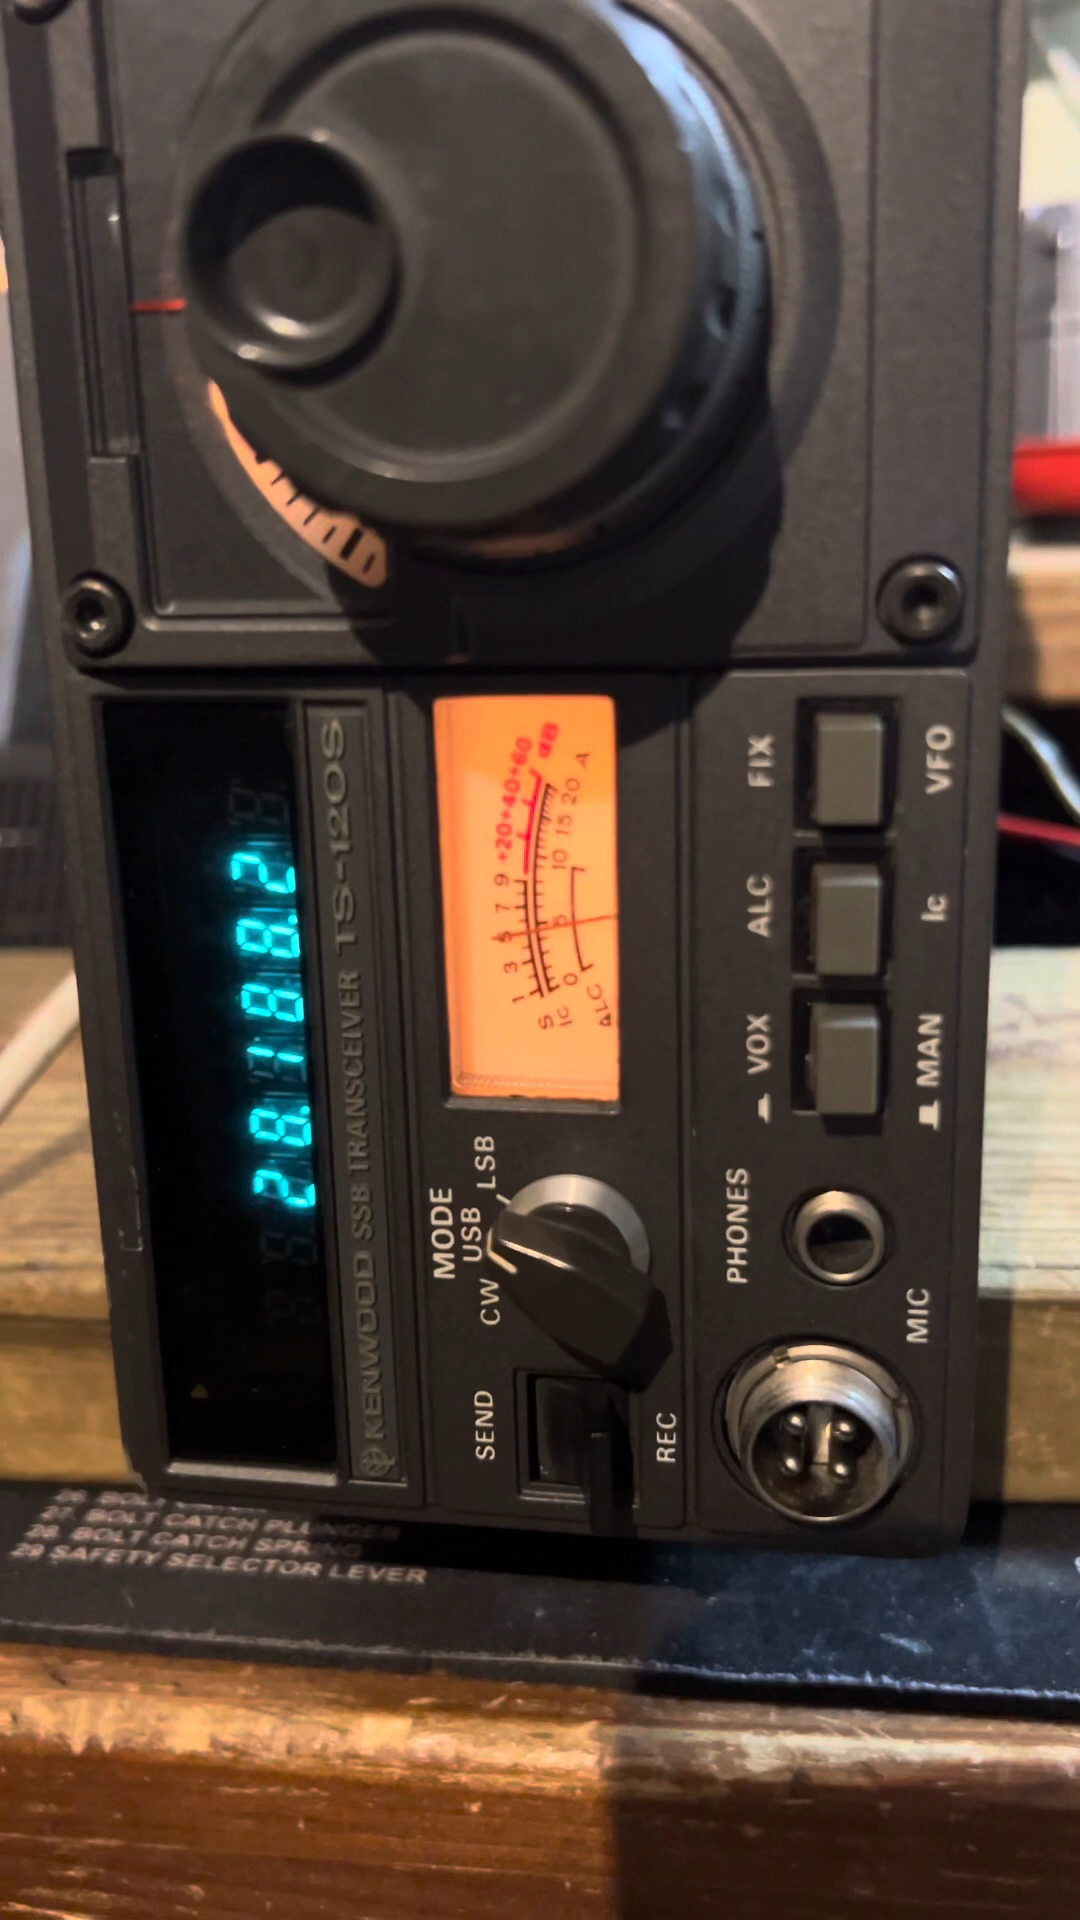 28.188.2
KENWOOD SSB TRANSCEIVER TS-120S
SEND
REC
MODE
CW USB LSB
S 1 3 5 7 9 +20+40+60 dB
IC 0 5 10 15 20 A
ALC
PHONES
MIC
VOX
MAN
ALC
Ic
FIX
VFO
27. BOLT CATCH PLUNGER
28. BOLT CATCH SPRING
29 SAFETY SELECTOR LEVER